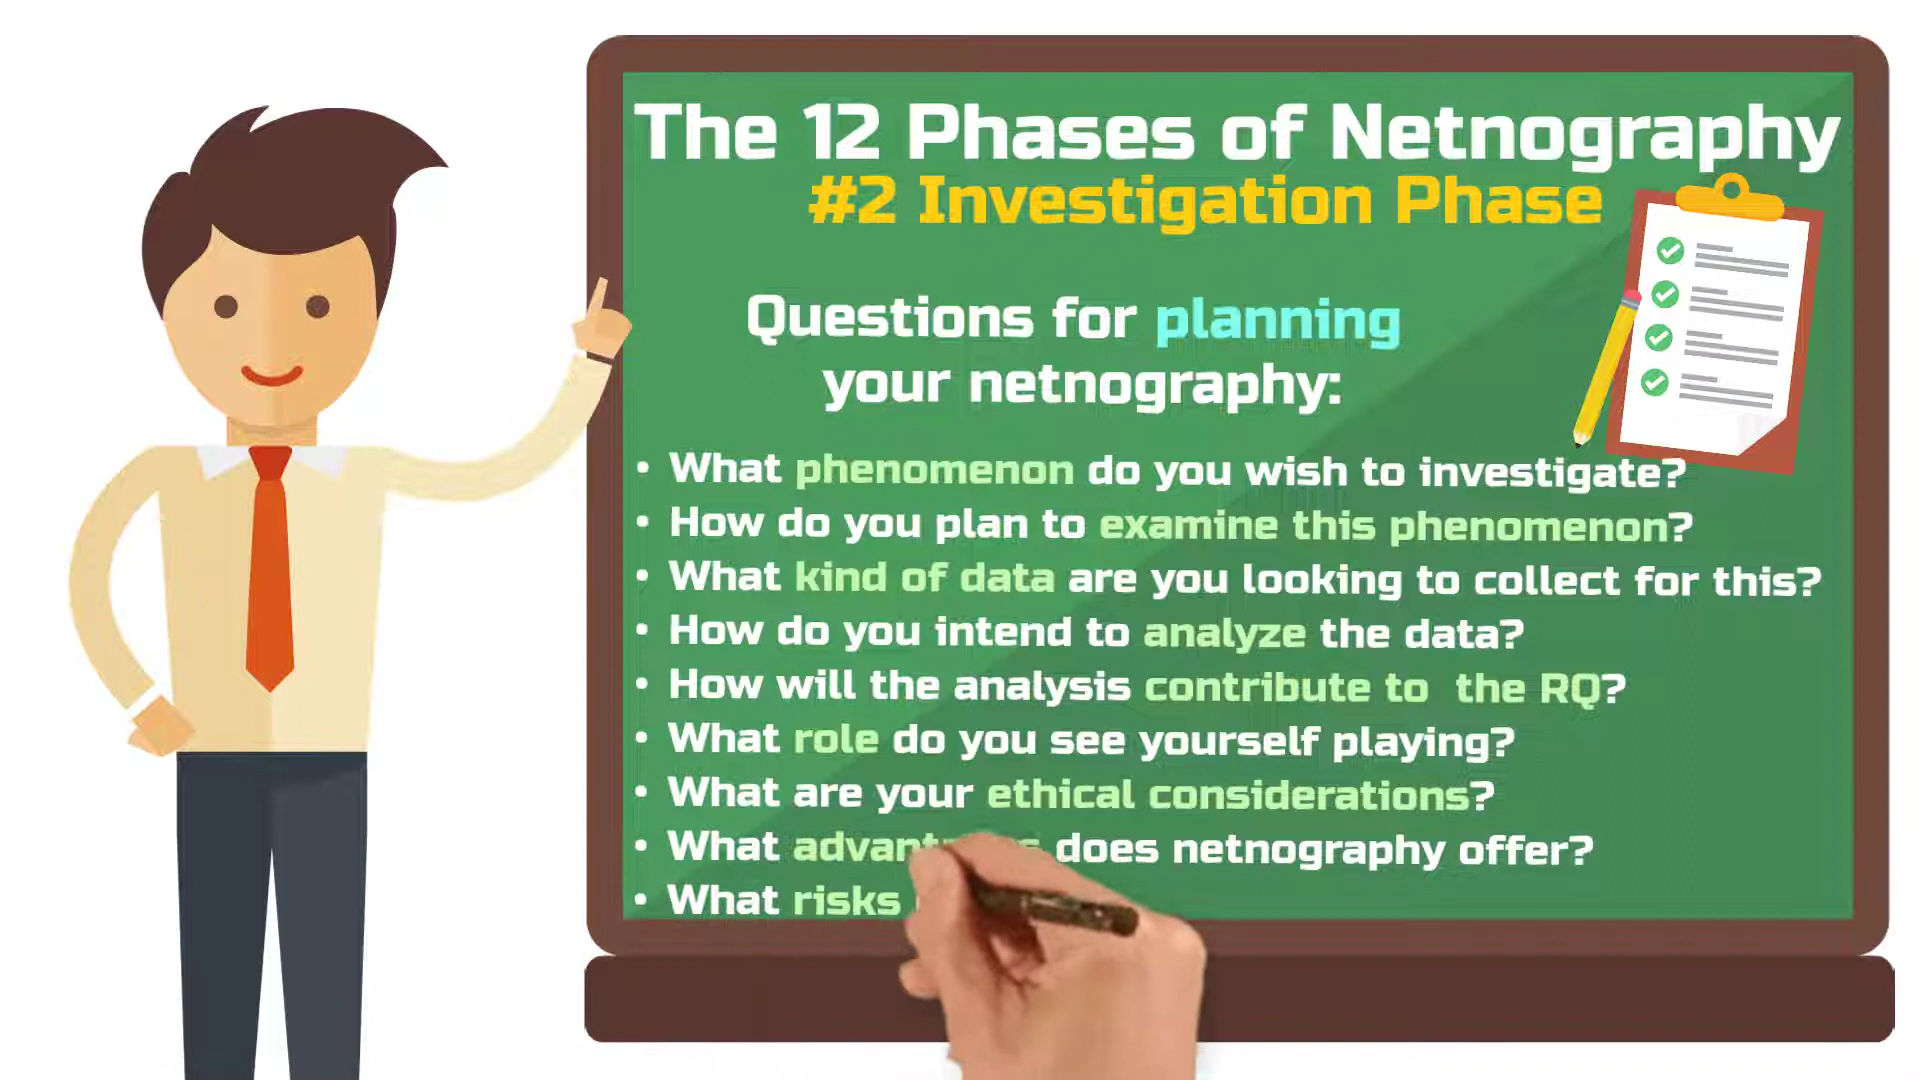 The 12 Phases of Netnography
#2 Investigation Phase
Questions for planning
your netnography:
• What phenomenon do you wish to investigate?
• How do you plan to examine this phenomenon?
• What kind of data are you looking to collect for this?
• How do you intend to analyze the data?
• How will the analysis contribute to  the RQ?
• What role do you see yourself playing?
• What are your ethical considerations?
• What does netnography offer?
• What risks